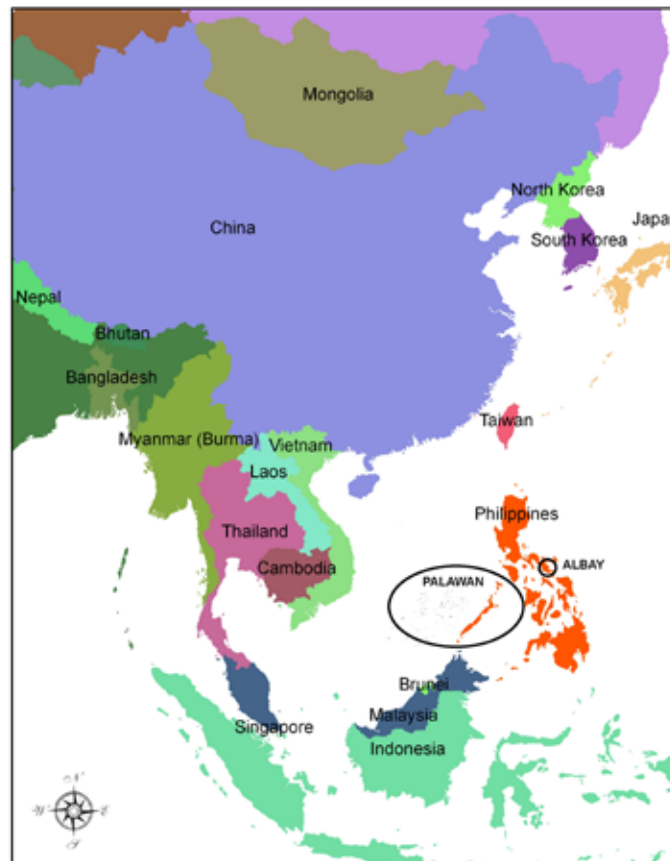 Mongolia
North Korea
China
South Korea
Japa
Nepal
Bhutan
Bangladesh
Taiwan
Myanmar (Burma)
Vietnam
Laos
Philippines
Thailand
ALBAY
Cambodia
PALAWAN
Brunei
Malaysia
Singapore
Indonesia
N
W
E
S